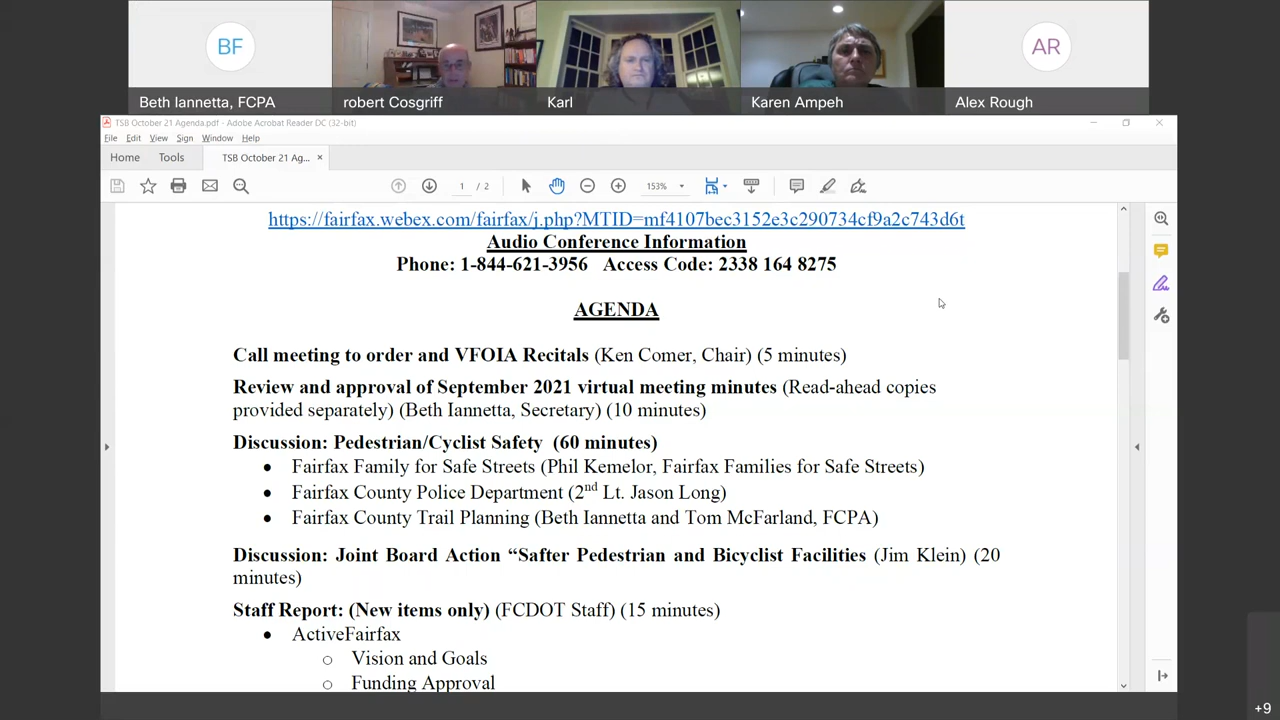 BF
AR
Beth Iannetta, FCPA
robert Cosgriff
Karl
Karen Ampeh
Alex Rough
TSB October 21 Agenda.pdf - Adobe Acrobat Reader DC (32-bit)
File Edit View Sign Window Help
Home Tools TSB October 21 Ag... ×
1 / 2 153%
https://fairfax.webex.com/fairfax/j.php?MTID=mf4107bec3152e3c290734cf9a2c743d6t
Audio Conference Information
Phone: 1-844-621-3956 Access Code: 2338 164 8275
AGENDA
Call meeting to order and VFOIA Recitals (Ken Comer, Chair) (5 minutes)
Review and approval of September 2021 virtual meeting minutes (Read-ahead copies
provided separately) (Beth Iannetta, Secretary) (10 minutes)
Discussion: Pedestrian/Cyclist Safety (60 minutes)
• Fairfax Family for Safe Streets (Phil Kemelor, Fairfax Families for Safe Streets)
• Fairfax County Police Department (2nd Lt. Jason Long)
• Fairfax County Trail Planning (Beth Iannetta and Tom McFarland, FCPA)
Discussion: Joint Board Action “Safter Pedestrian and Bicyclist Facilities (Jim Klein) (20
minutes)
Staff Report: (New items only) (FCDOT Staff) (15 minutes)
• ActiveFairfax
o Vision and Goals
o Funding Approval
+9